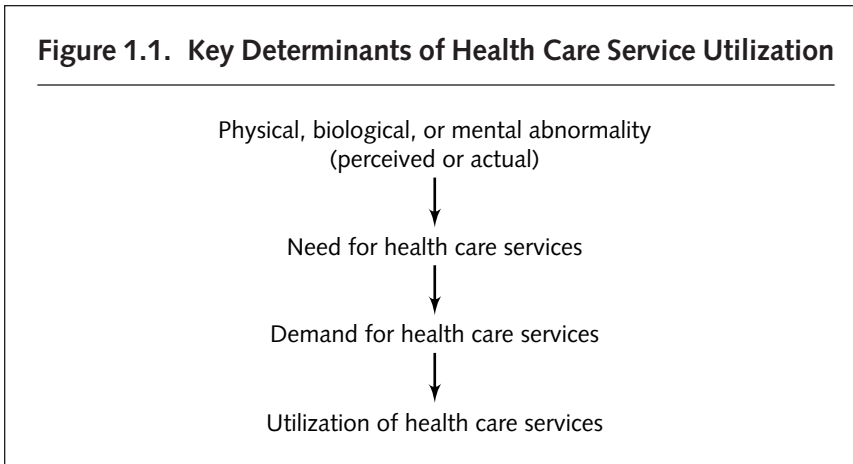 Figure 1.1. Key Determinants of Health Care Service Utilization
Physical, biological, or mental abnormality
(perceived or actual)
Need for health care services
Demand for health care services
Utilization of health care services